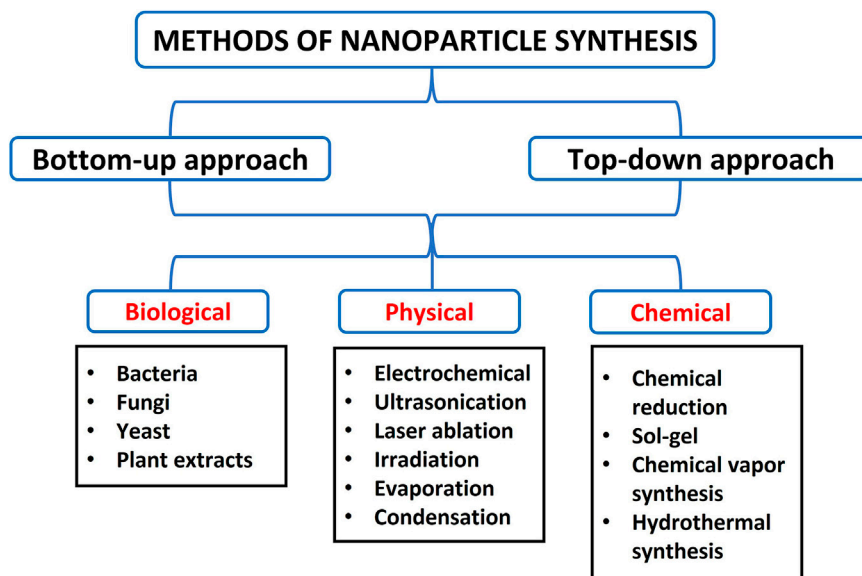 METHODS OF NANOPARTICLE SYNTHESIS
Bottom-up approach
Top-down approach
Biological
Physical
Chemical
• Bacteria
• Fungi
• Yeast
• Plant extracts
• Electrochemical
• Ultrasonication
• Laser ablation
• Irradiation
• Evaporation
• Condensation
• Chemical
reduction
• Sol-gel
• Chemical vapor
synthesis
• Hydrothermal
synthesis